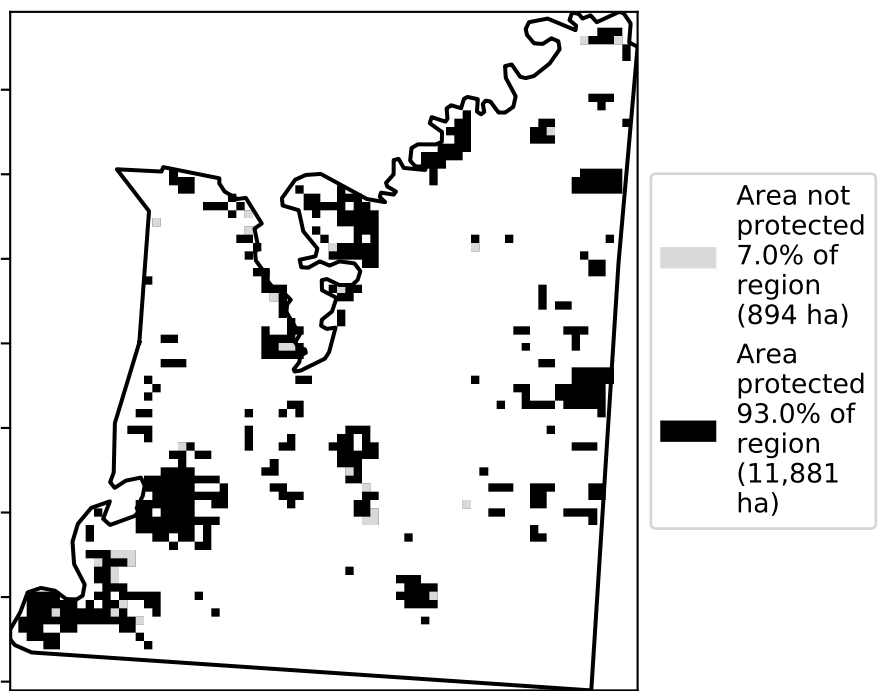 Area not
protected
7.0% of
region
(894 ha)
Area
protected
93.0% of
region
(11,881
ha)